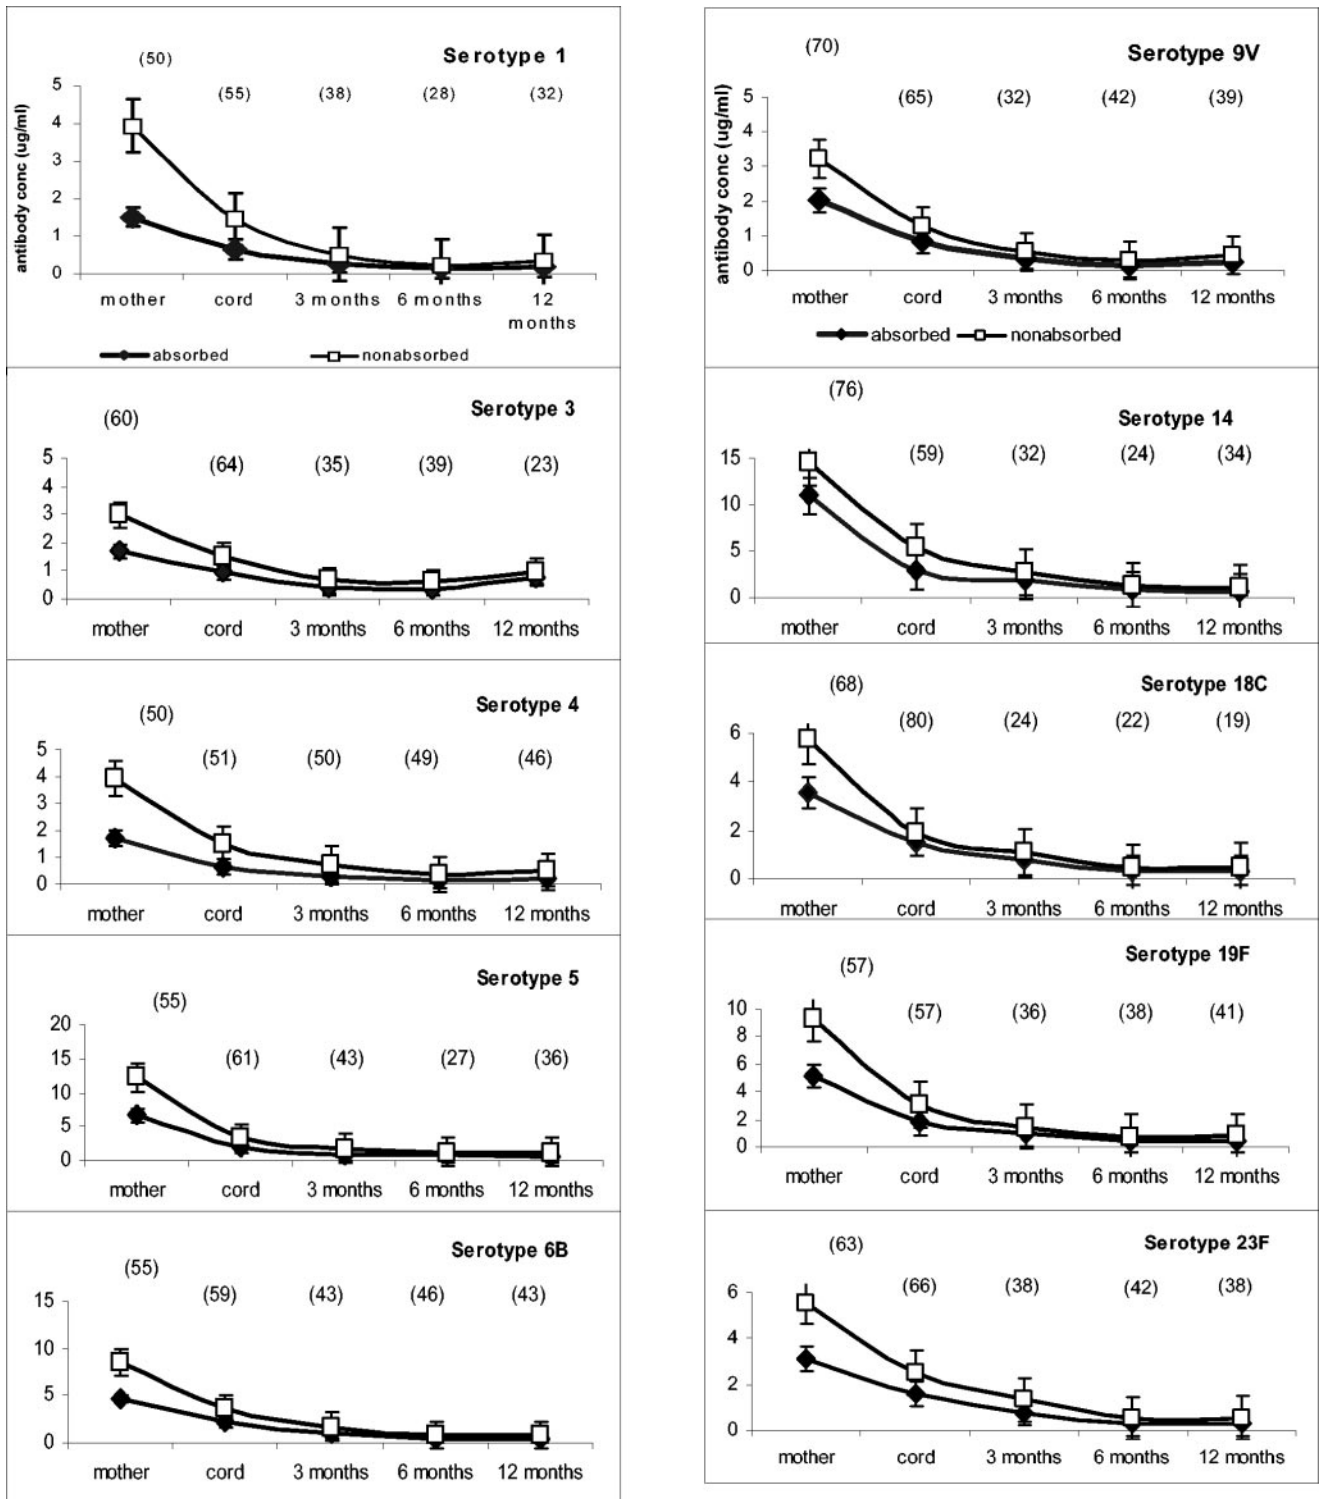 Serotype 1
(50)
(55) (38) (28) (32)
antibody conc (ug/ml)
5
4
3
2
1
0
mother cord 3 months 6 months 12 months
absorbed nonabsorbed
Serotype 3
(60)
(64) (35) (39) (23)
5
4
3
2
1
0
mother cord 3 months 6 months 12 months
Serotype 4
(50)
(51) (50) (49) (46)
5
4
3
2
1
0
mother cord 3 months 6 months 12 months
Serotype 5
(55)
(61) (43) (27) (36)
20
15
10
5
0
mother cord 3 months 6 months 12 months
Serotype 6B
(55)
(59) (43) (46) (43)
15
10
5
0
mother cord 3 months 6 months 12 months
Serotype 9V
(70)
(65) (32) (42) (39)
antibody conc (ug/ml)
5
4
3
2
1
0
mother cord 3 months 6 months 12 months
absorbed nonabsorbed
Serotype 14
(76)
(59) (32) (24) (34)
15
10
5
0
mother cord 3 months 6 months 12 months
Serotype 18C
(68)
(80) (24) (22) (19)
6
4
2
0
mother cord 3 months 6 months 12 months
Serotype 19F
(57)
(57) (36) (38) (41)
10
8
6
4
2
0
mother cord 3 months 6 months 12 months
Serotype 23F
(63)
(66) (38) (42) (38)
6
4
2
0
mother cord 3 months 6 months 12 months